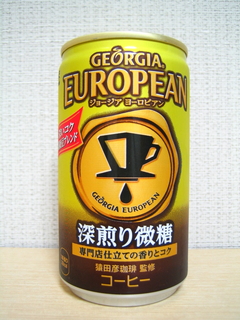 GEORGIA
EUROPEAN
ジョージア ヨーロピアン
GEORGIA EUROPEAN
深煎り微糖
専門店仕立ての香りとコク
猿田彦珈琲 監修
コーヒー